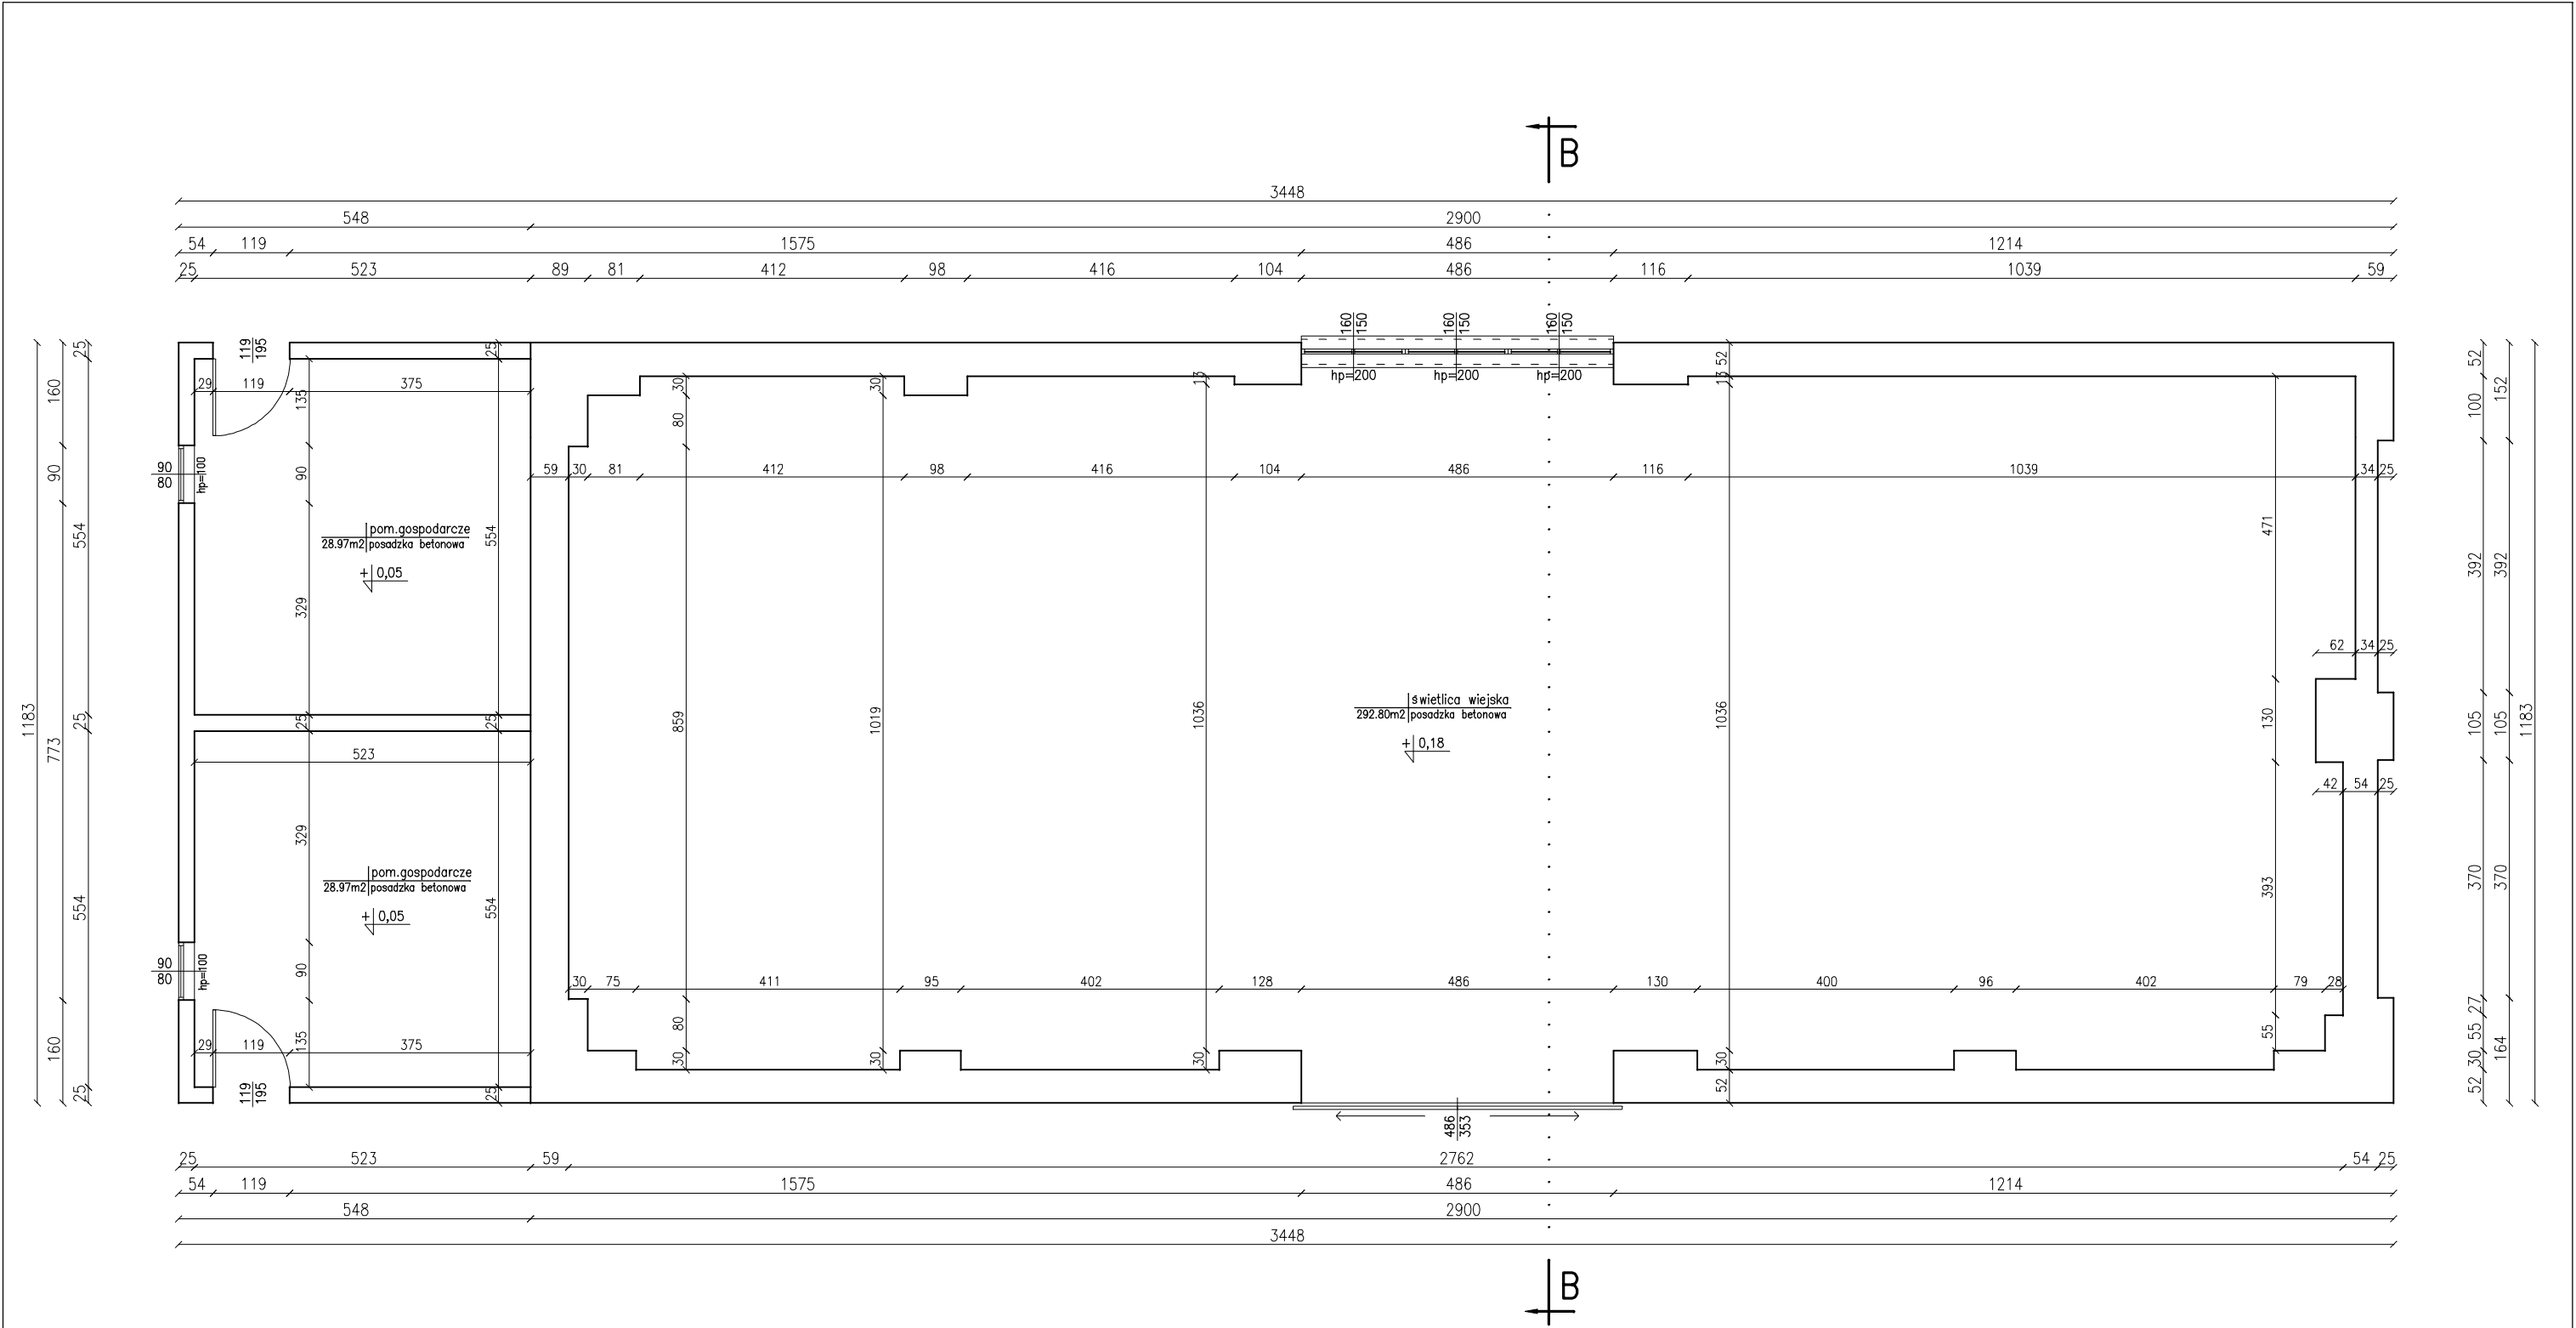 B
3448
548 2900
54 119 1575 486 1214
25 523 89 81 412 98 416 104 486 116 1039 59
160 150 160 150 160 150
hp=200 hp=200 hp=200
119 195
25 160 90 554 25 773 1183 554 160 25
25 29 119 375 135
30 30 13 13 52
52 152 100
80
90 80 hp=100 90
59 30 81 412 98 416 104 486 116 1039 34 25
pom.gospodarcze
28.97m2 posadzka betonowa
+ 0,05
554 329
471
392 392
62 34 25
859 1019 1036 1036
świetlica wiejska
292.80m2 posadzka betonowa
+ 0,18
130 105 105 1183
25 25
523
42 54 25
329
pom.gospodarcze
28.97m2 posadzka betonowa
+ 0,05
554
393 370 370
90 80 hp=100 90
30 75 411 95 402 128 486 130 400 96 402 79 28
27 55 30 52 164
80 55
29 119 375 135
30 30 30 30 52
119 195 25
486 353
25 523 59 2762 54 25
54 119 1575 486 1214
548 2900
3448
B